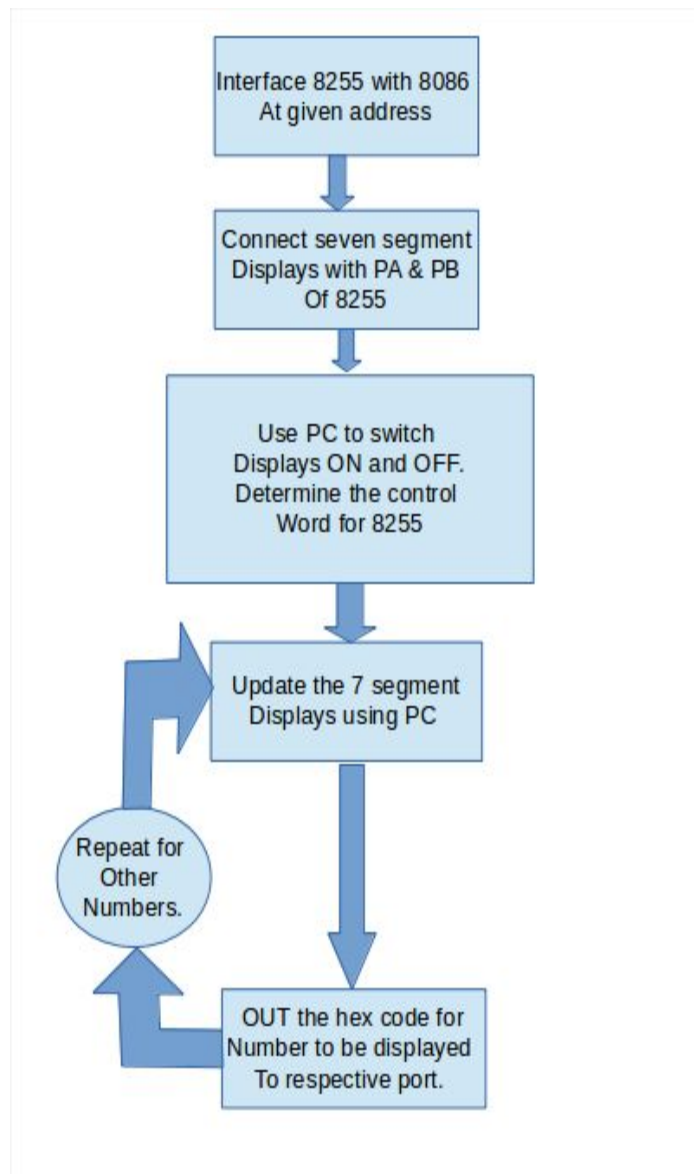 Interface 8255 with 8086
At given address
Connect seven segment
Displays with PA & PB
Of 8255
Use PC to switch
Displays ON and OFF.
Determine the control
Word for 8255
Update the 7 segment
Displays using PC
Repeat for
Other
Numbers.
OUT the hex code for
Number to be displayed
To respective port.